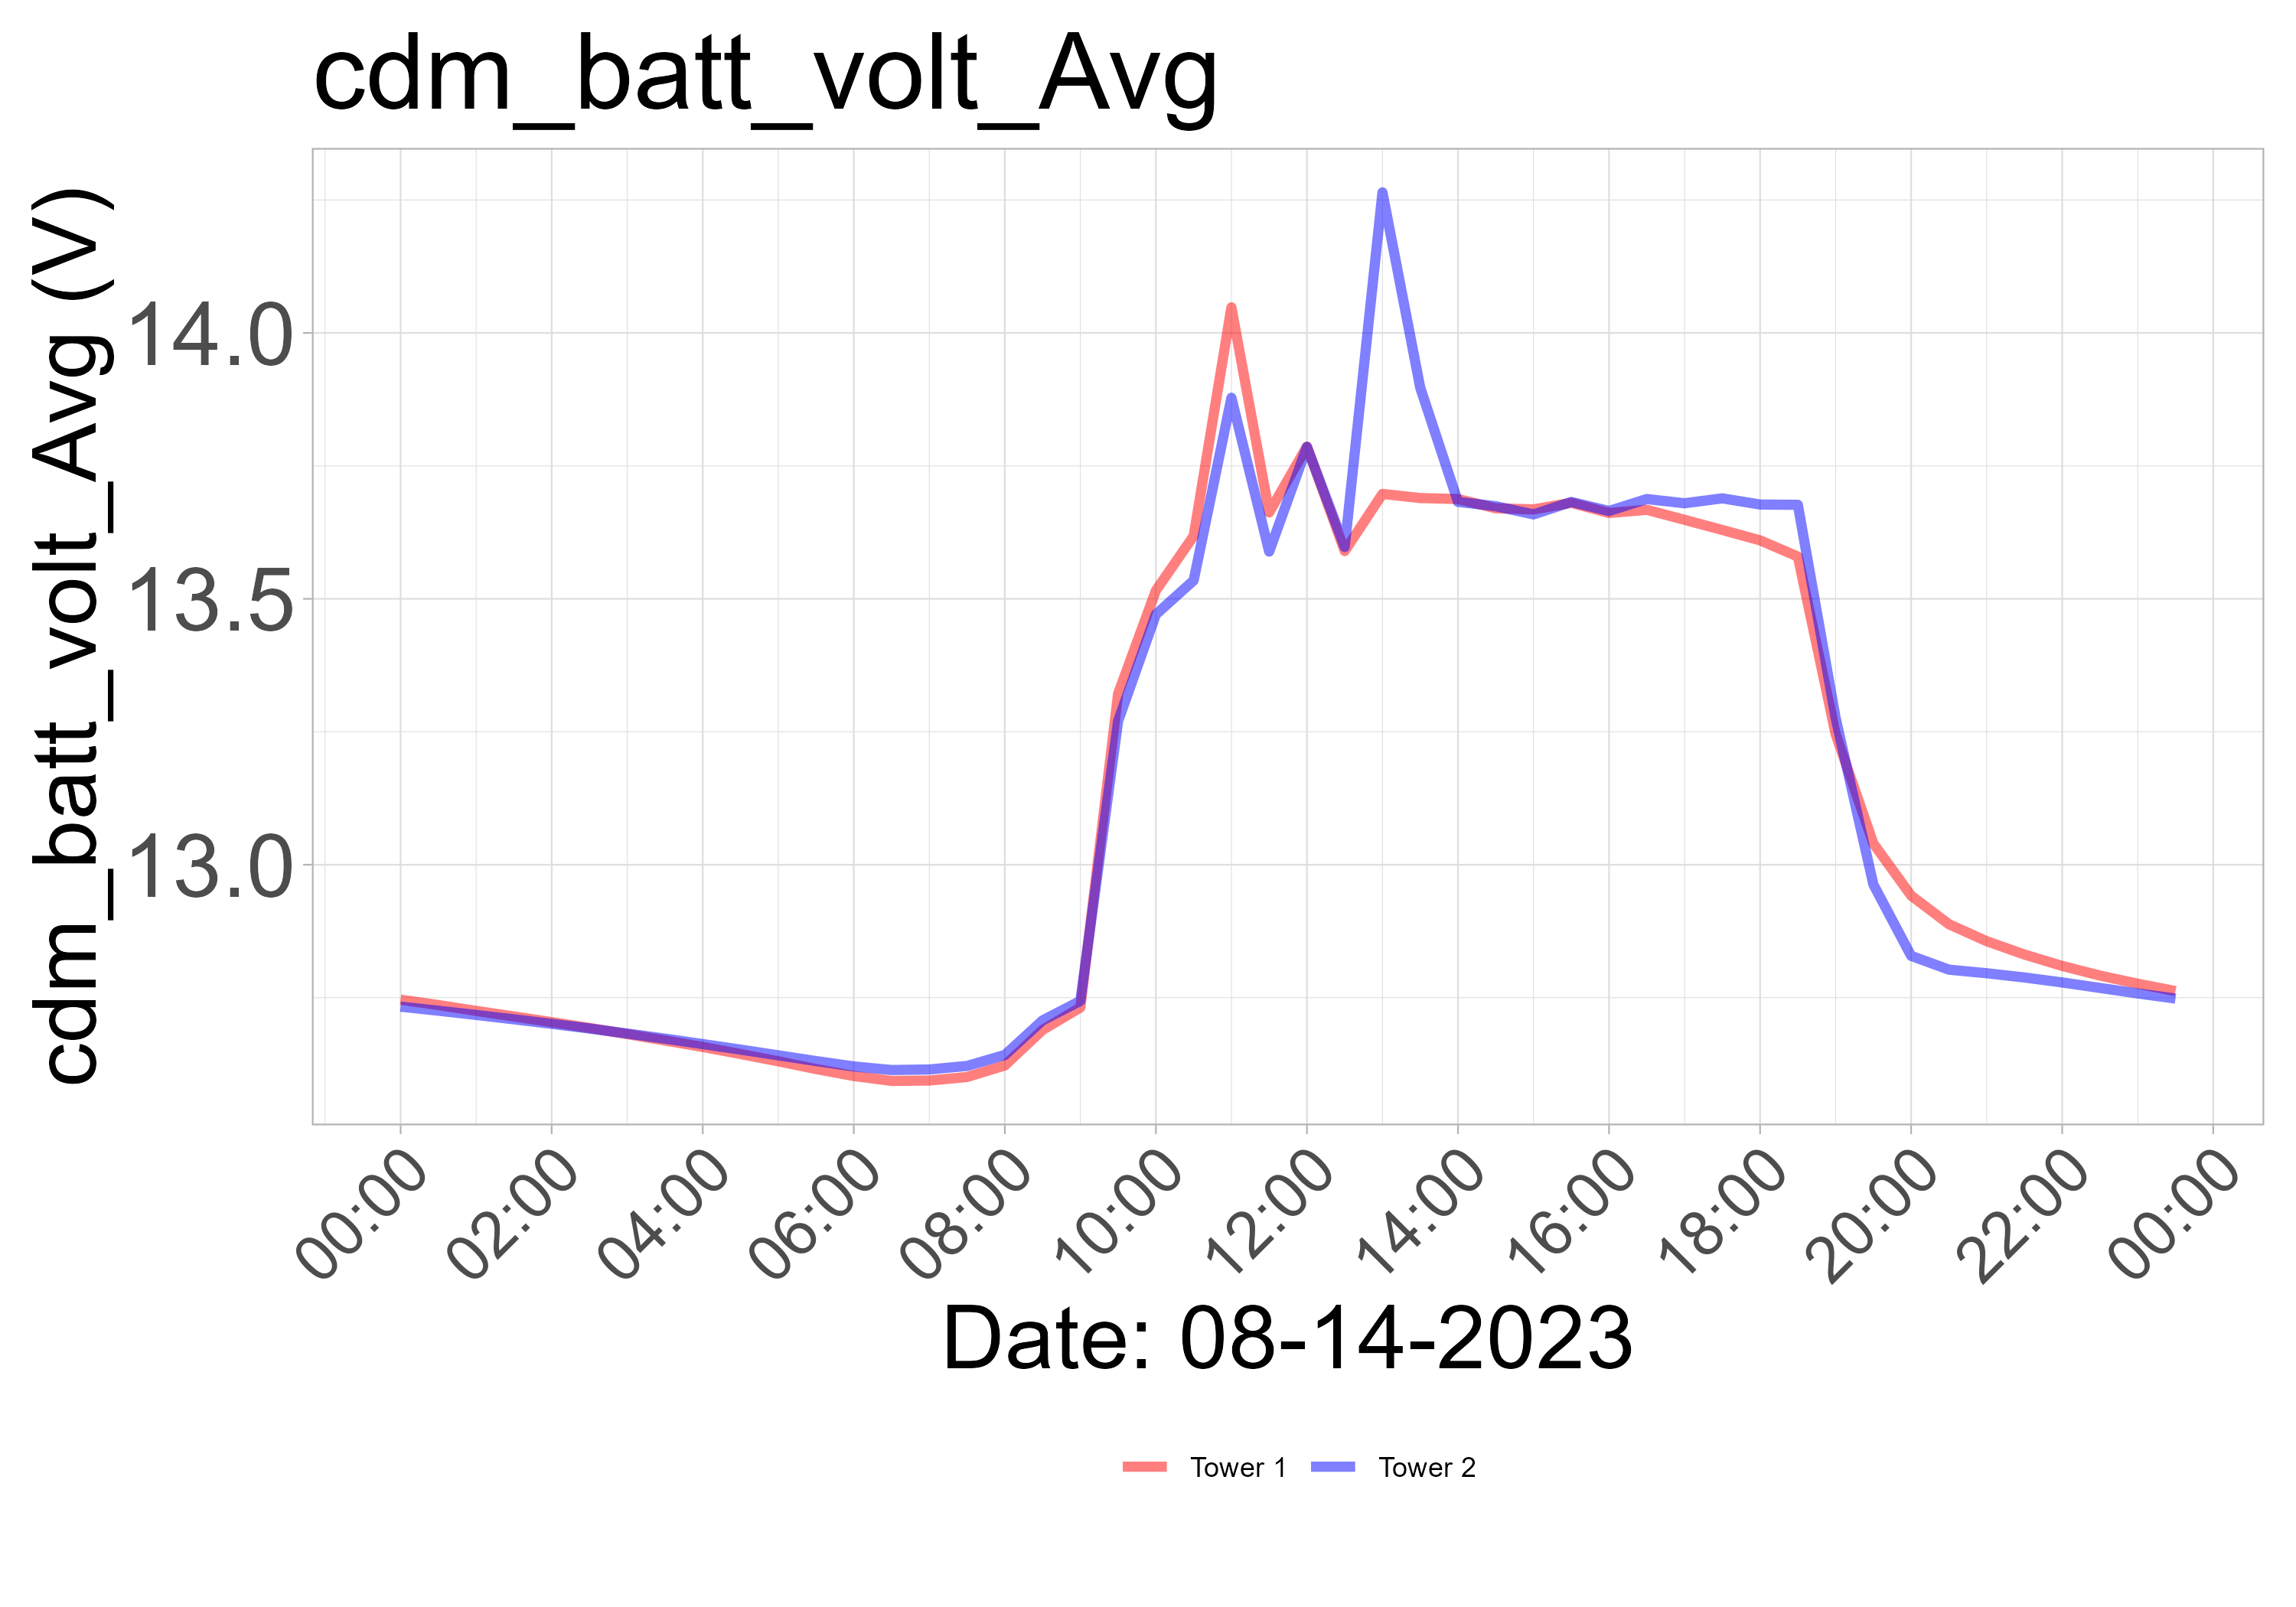 cdm_batt_volt_Avg
cdm_batt_volt_Avg (V)
14.0
13.5
13.0
00:00 02:00 04:00 06:00 08:00 10:00 12:00 14:00 16:00 18:00 20:00 22:00 00:00
Date: 08-14-2023
Tower 1 Tower 2